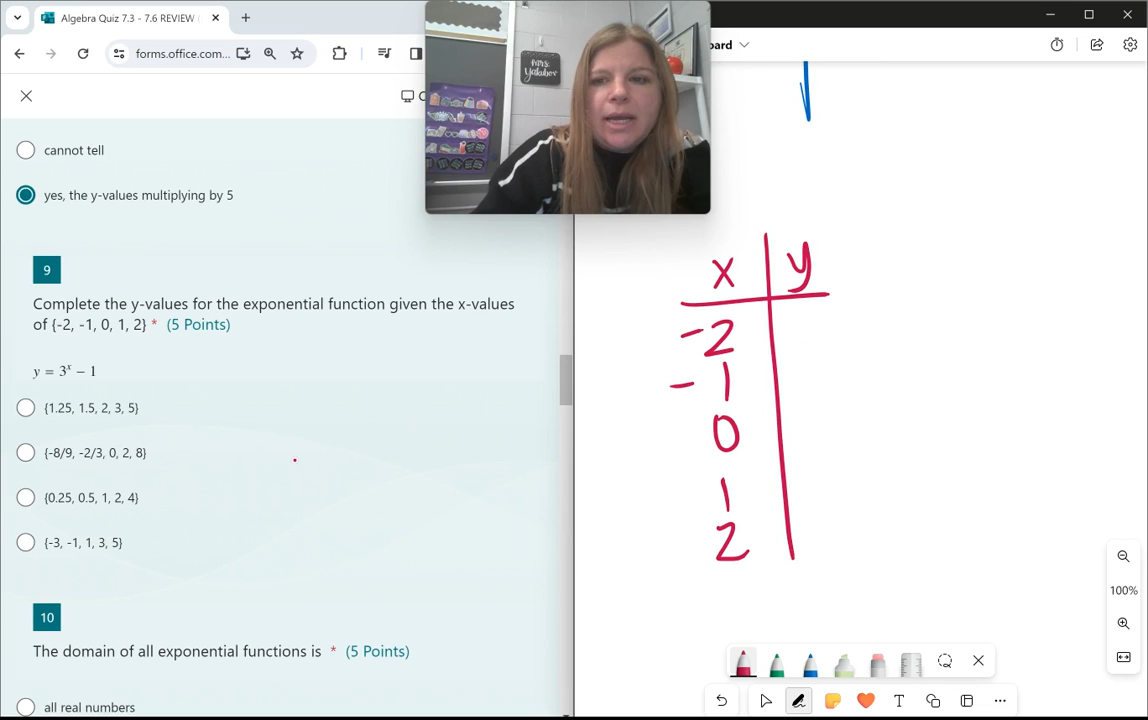 Algebra Quiz 7.3 - 7.6 REVIEW (
forms.office.com...
cannot tell
yes, the y-values multiplying by 5
9
Complete the y-values for the exponential function given the x-values
of {-2, -1, 0, 1, 2} * (5 Points)
y = 3ˣ − 1
{1.25, 1.5, 2, 3, 5}
{-8/9, -2/3, 0, 2, 8}
{0.25, 0.5, 1, 2, 4}
{-3, -1, 1, 3, 5}
10
The domain of all exponential functions is * (5 Points)
all real numbers
Mrs.
Yakubov
x y
-2
-1
0
1
2
100%